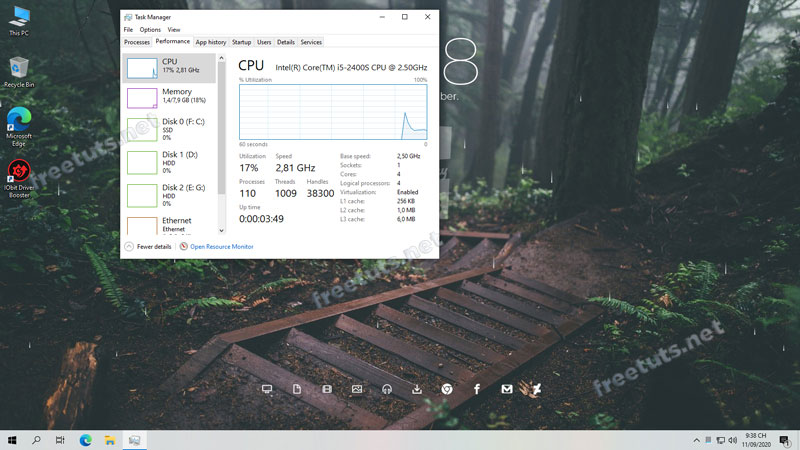 This PC
Recycle Bin
Microsoft
Edge
IObit Driver
Booster
Task Manager
File Options View
Processes Performance App history Startup Users Details Services
CPU
17% 2,81 GHz
Memory
1,4/7,9 GB (18%)
Disk 0 (F: C:)
SSD
0%
Disk 1 (D:)
HDD
0%
Disk 2 (E: G:)
HDD
0%
Ethernet
Ethernet
CPU Intel(R) Core(TM) i5-2400S CPU @ 2.50GHz
% Utilization 100%
60 seconds 0
Utilization Speed
17% 2,81 GHz
Processes Threads Handles
110 1009 38300
Up time
0:00:03:49
Base speed: 2,50 GHz
Sockets: 1
Cores: 4
Logical processors: 4
Virtualization: Enabled
L1 cache: 256 KB
L2 cache: 1,0 MB
L3 cache: 6,0 MB
Fewer details Open Resource Monitor
8
ber.
freetuts.net
freetuts.net
freetuts.net
freetuts.net
9:38 CH
11/09/2020
1